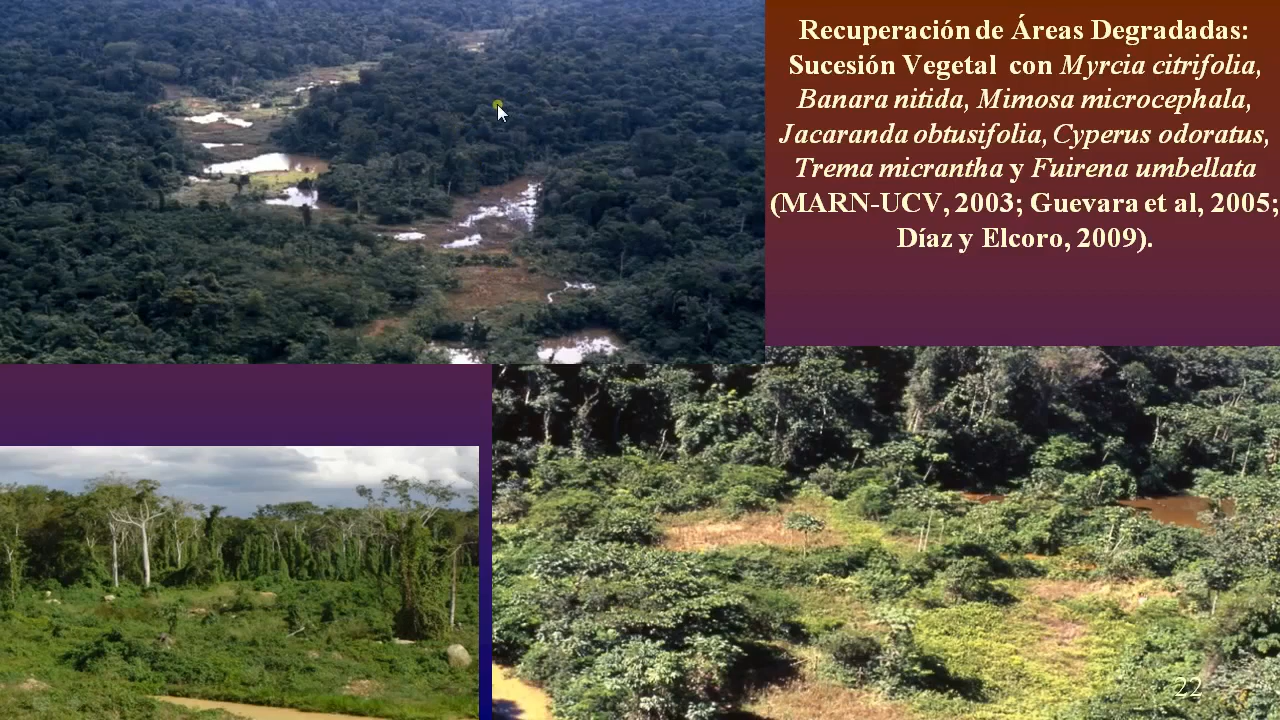 Recuperación de Áreas Degradadas:
Sucesión Vegetal con Myrcia citrifolia,
Banara nitida, Mimosa microcephala,
Jacaranda obtusifolia, Cyperus odoratus,
Trema micrantha y Fuirena umbellata
(MARN-UCV, 2003; Guevara et al, 2005;
Díaz y Elcoro, 2009).
22